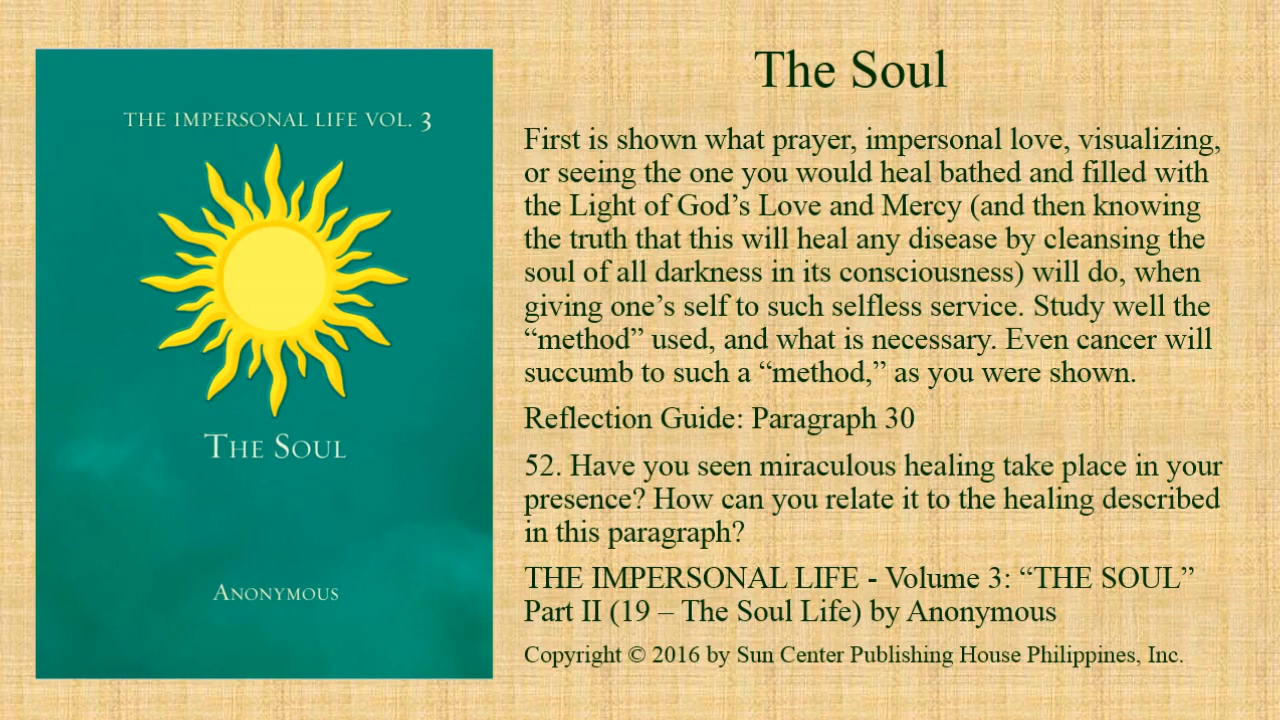 THE IMPERSONAL LIFE VOL. 3
THE SOUL
ANONYMOUS
The Soul
First is shown what prayer, impersonal love, visualizing,
or seeing the one you would heal bathed and filled with
the Light of God’s Love and Mercy (and then knowing
the truth that this will heal any disease by cleansing the
soul of all darkness in its consciousness) will do, when
giving one’s self to such selfless service. Study well the
“method” used, and what is necessary. Even cancer will
succumb to such a “method,” as you were shown.
Reflection Guide: Paragraph 30
52. Have you seen miraculous healing take place in your
presence? How can you relate it to the healing described
in this paragraph?
THE IMPERSONAL LIFE - Volume 3: “THE SOUL”
Part II (19 – The Soul Life) by Anonymous
Copyright © 2016 by Sun Center Publishing House Philippines, Inc.